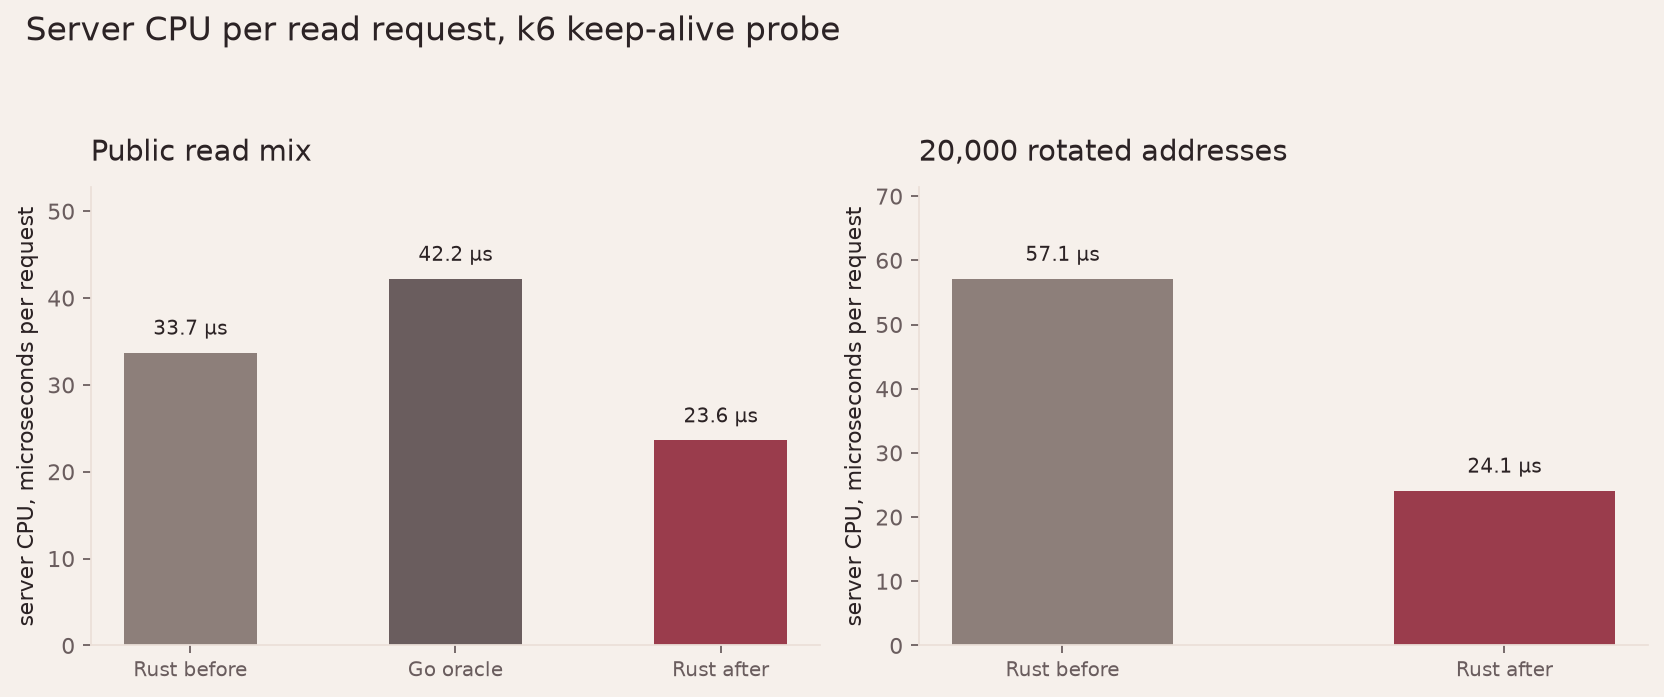 Server CPU per read request, k6 keep-alive probe
Public read mix
server CPU, microseconds per request
50
40
30
20
10
0
33.7 µs
42.2 µs
23.6 µs
Rust before
Go oracle
Rust after
20,000 rotated addresses
server CPU, microseconds per request
70
60
50
40
30
20
10
0
57.1 µs
24.1 µs
Rust before
Rust after